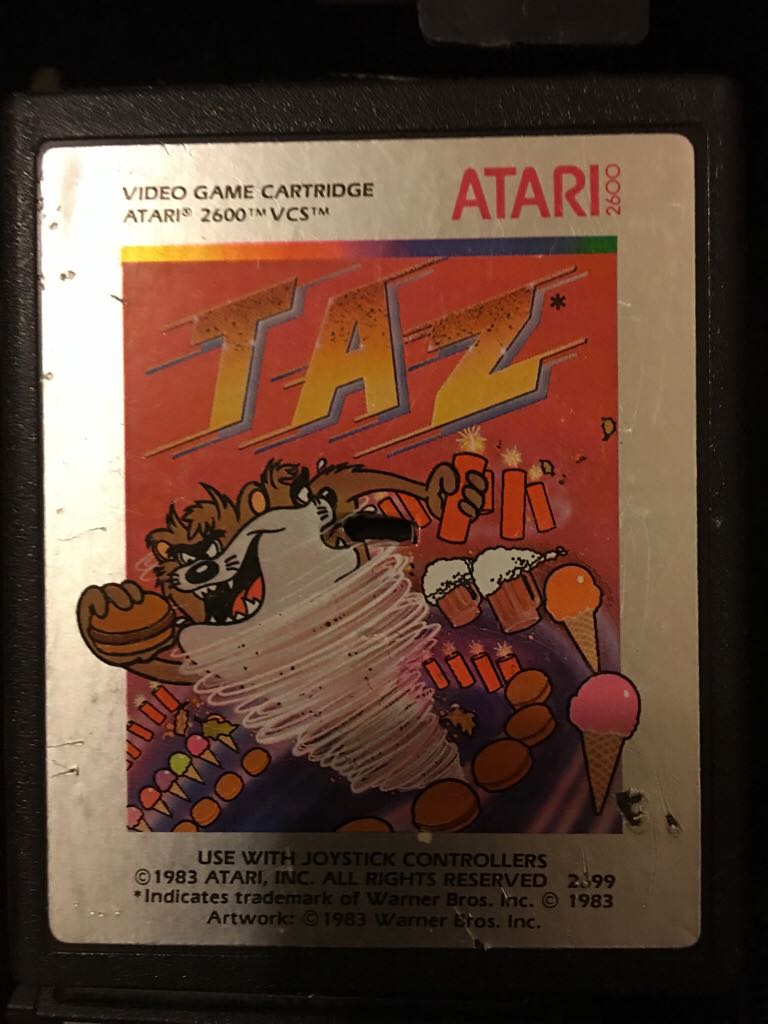 VIDEO GAME CARTRIDGE
ATARI® 2600™ VCS™
ATARI 2600
TAZ*
USE WITH JOYSTICK CONTROLLERS
©1983 ATARI, INC. ALL RIGHTS RESERVED 2699
*Indicates trademark of Warner Bros. Inc. © 1983
Artwork: ©1983 Warner Bros. Inc.